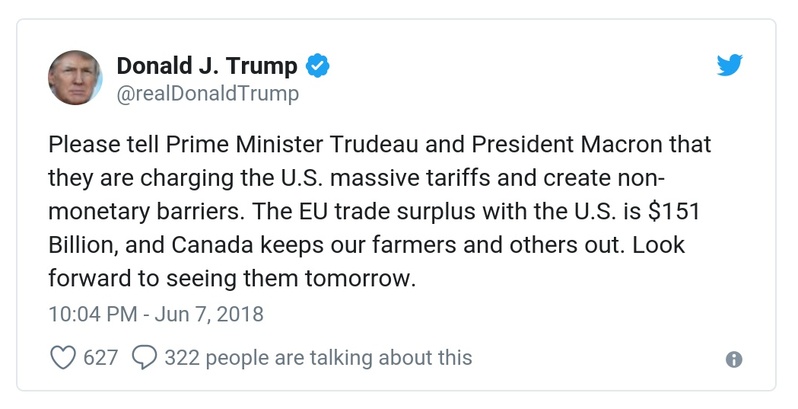 Donald J. Trump
@realDonaldTrump
Please tell Prime Minister Trudeau and President Macron that
they are charging the U.S. massive tariffs and create non-
monetary barriers. The EU trade surplus with the U.S. is $151
Billion, and Canada keeps our farmers and others out. Look
forward to seeing them tomorrow.
10:04 PM - Jun 7, 2018
627 322 people are talking about this